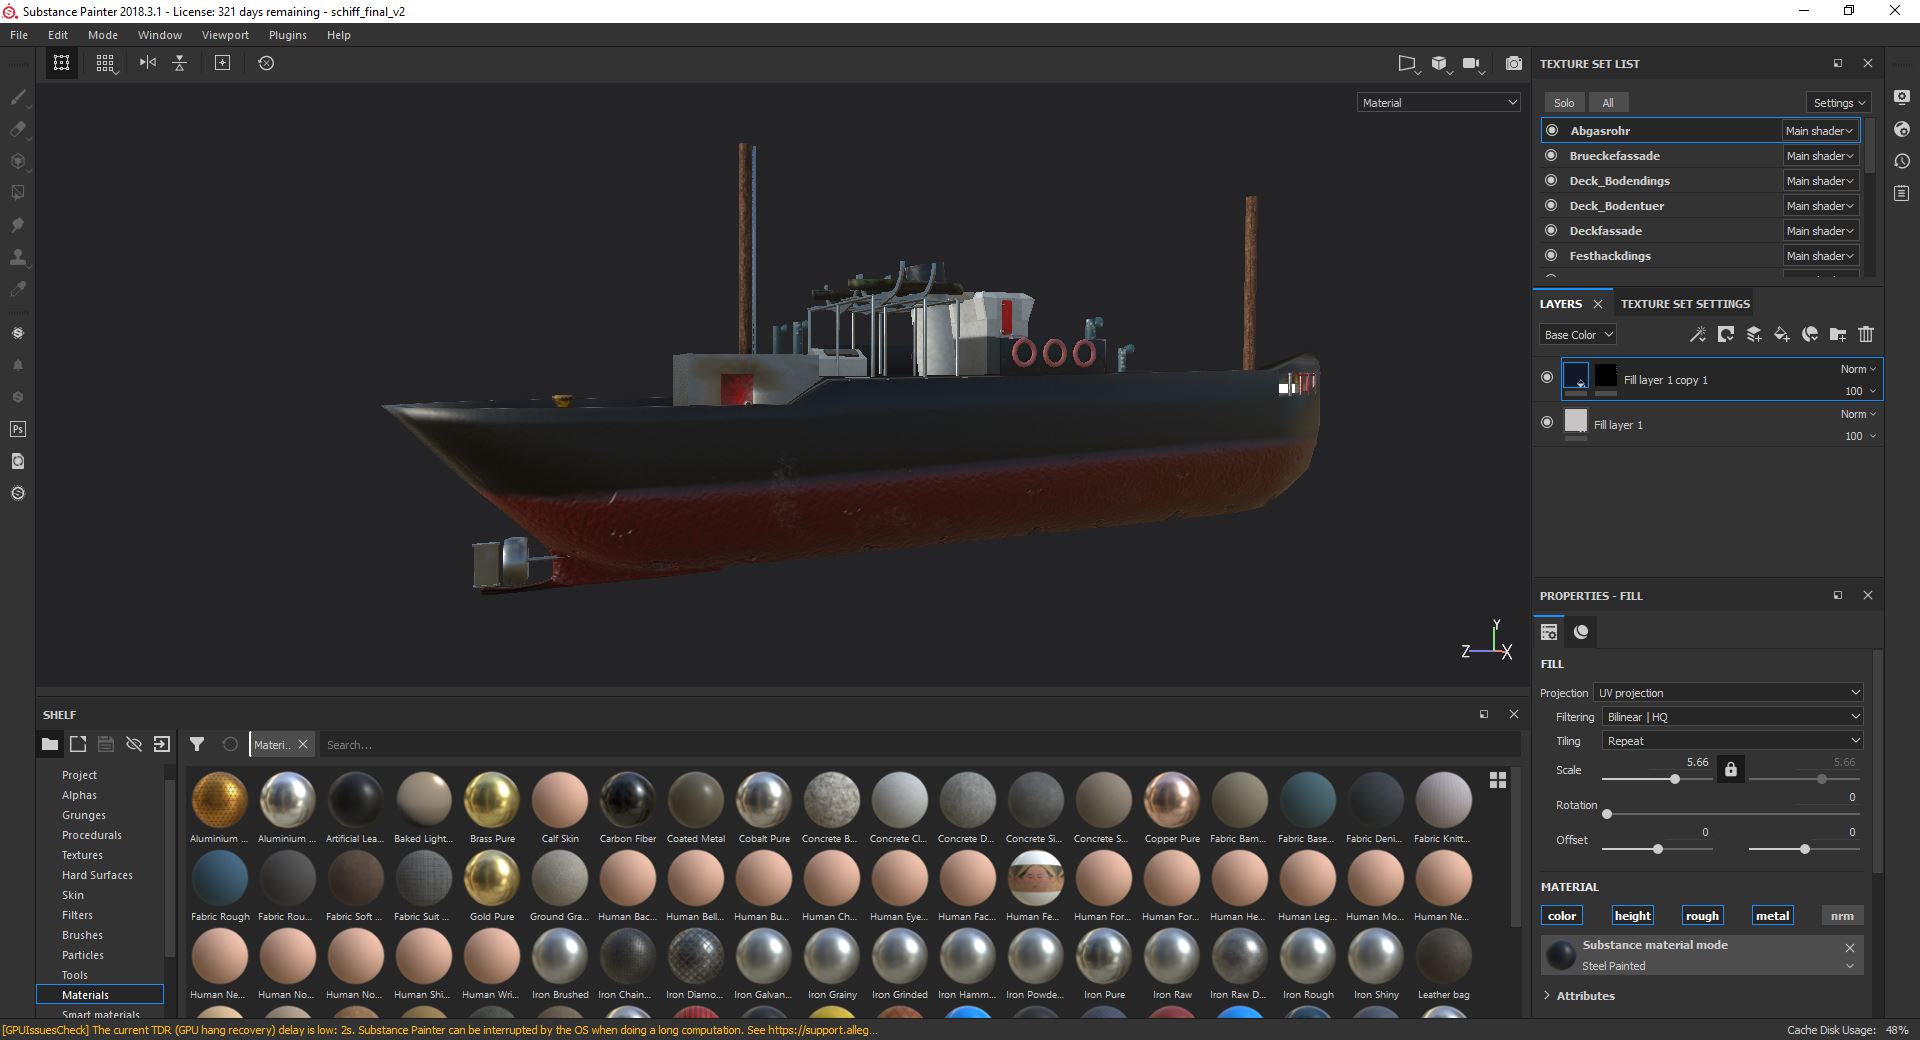 Substance Painter 2018.3.1 - License: 321 days remaining - schiff_final_v2
File Edit Mode Window Viewport Plugins Help
Material
TEXTURE SET LIST
Solo All Settings
Abgasrohr Main shader
Brueckefassade Main shader
Deck_Bodendings Main shader
Deck_Bodentuer Main shader
Deckfassade Main shader
Festhackdings Main shader
LAYERS TEXTURE SET SETTINGS
Base Color
Fill layer 1 copy 1 Norm
100
Fill layer 1 Norm
100
PROPERTIES - FILL
FILL
Projection UV projection
Filtering Bilinear | HQ
Tiling Repeat
Scale 5.66 5.66
Rotation 0
Offset 0 0
MATERIAL
color height rough metal nrm
Substance material mode
Steel Painted
Attributes
Y
Z X
Ps
SHELF
Materi.. Search...
Project
Alphas
Grunges
Procedurals
Textures
Hard Surfaces
Skin
Filters
Brushes
Particles
Tools
Materials
Smart materials
Aluminium ... Aluminium ... Artificial Lea... Baked Light... Brass Pure Calf Skin Carbon Fiber Coated Metal Cobalt Pure Concrete B... Concrete Cl... Concrete D... Concrete Si... Concrete S... Copper Pure Fabric Bam... Fabric Base... Fabric Deni... Fabric Knitt...
Fabric Rough Fabric Rou... Fabric Soft ... Fabric Suit ... Gold Pure Ground Gra... Human Bac... Human Bell... Human Bu... Human Ch... Human Eye... Human Fac... Human Fe... Human For... Human For... Human He... Human Leg... Human Mo... Human Ne...
Human Ne... Human No... Human No... Human Shi... Human Wri... Iron Brushed Iron Chain... Iron Diamo... Iron Galvan... Iron Grainy Iron Grinded Iron Hamm... Iron Powde... Iron Pure Iron Raw Iron Raw D... Iron Rough Iron Shiny Leather bag
[GPUIssuesCheck] The current TDR (GPU hang recovery) delay is low: 2s. Substance Painter can be interrupted by the OS when doing a long computation. See https://support.alleg...
Cache Disk Usage: 48%